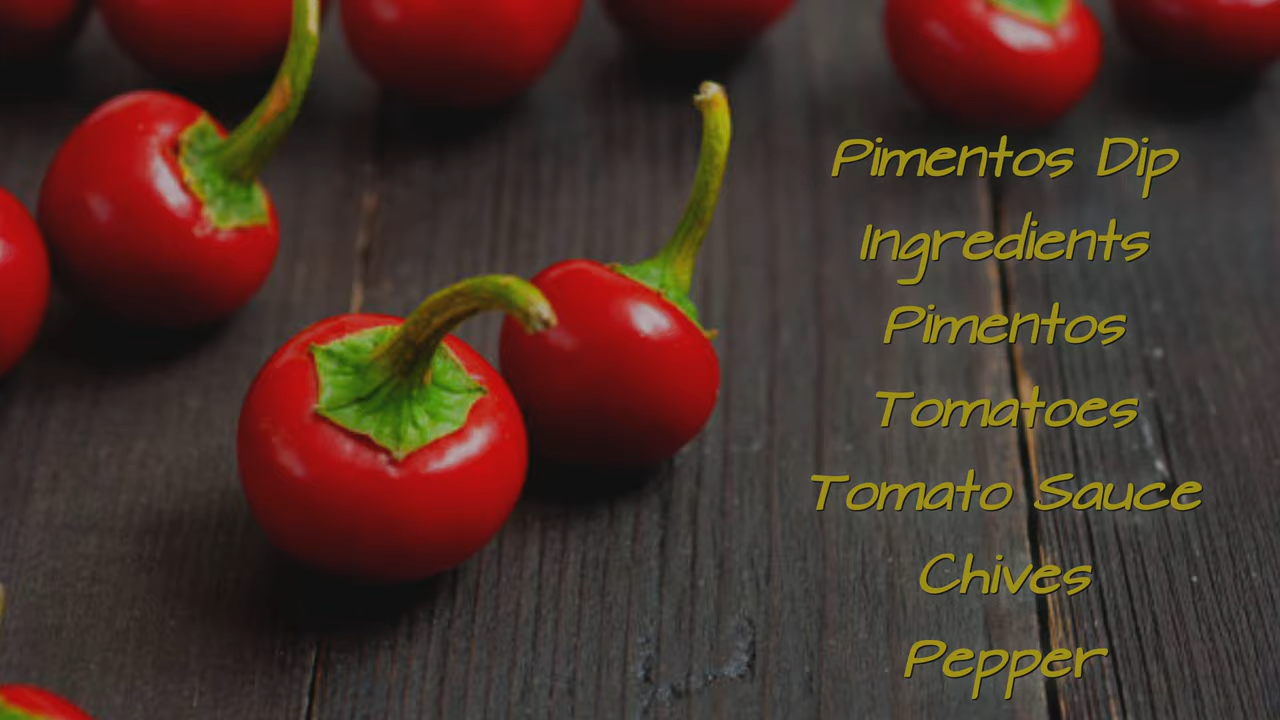 Pimentos Dip
Ingredients
Pimentos
Tomatoes
Tomato Sauce
Chives
Pepper